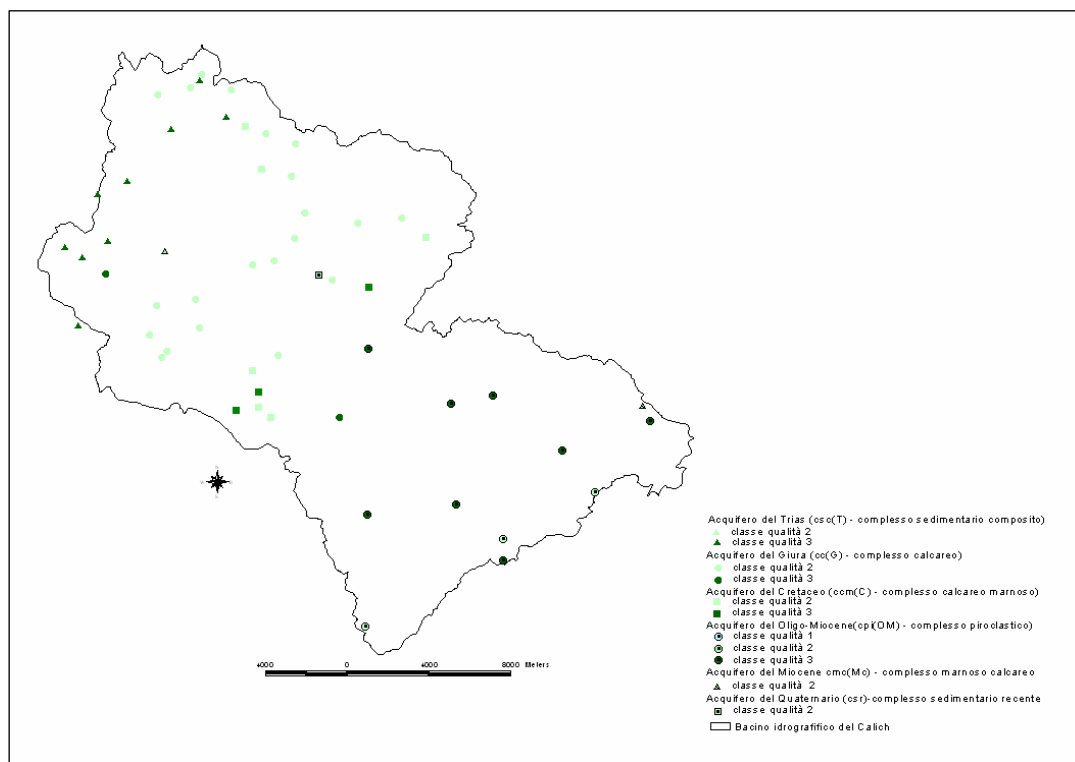 Acquifero del Trias (csc(T) - complesso sedimentario composito)
classe qualità 2
classe qualità 3
Acquifero del Giura (cc(G) - complesso calcareo)
classe qualità 2
classe qualità 3
Acquifero del Cretaceo (ccm(C) - complesso calcareo marnoso)
classe qualità 2
classe qualità 3
Acquifero del Oligo-Miocene(cpi(OM) - complesso piroclastico)
classe qualità 1
classe qualità 2
classe qualità 3
Acquifero del Miocene cmc(Mc) - complesso marnoso calcareo
classe qualità 2
Acquifero del Quaternario (csr)-complesso sedimentario recente
classe qualità 2
Bacino idrografifico del Calich
4000 0 4000 8000 Meters